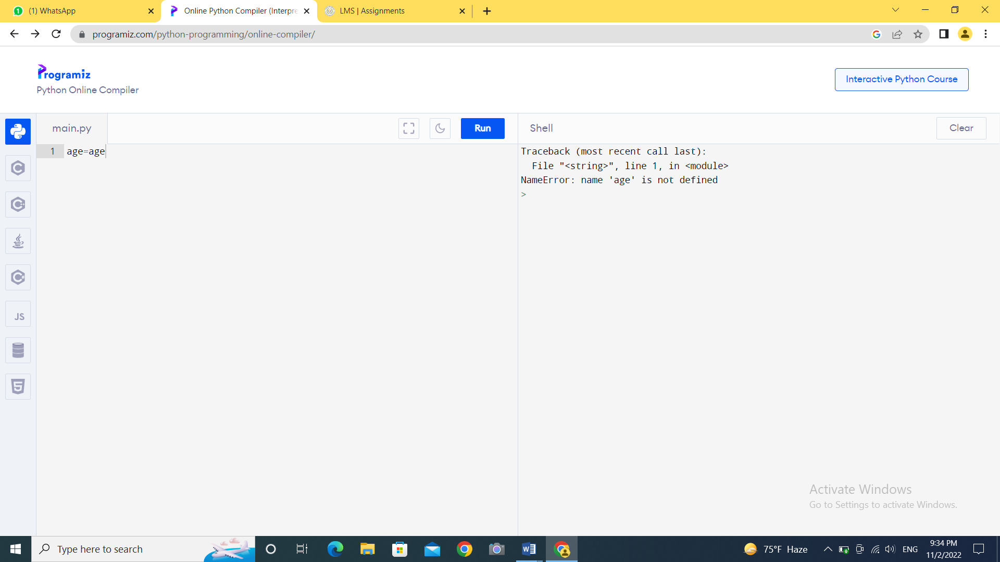 (1) WhatsApp
Online Python Compiler (Interpre
LMS | Assignments
programiz.com/python-programming/online-compiler/
Programiz
Python Online Compiler
Interactive Python Course
main.py
Run
Shell
Clear
1 age=age
Traceback (most recent call last):
File "<string>", line 1, in <module>
NameError: name 'age' is not defined
>
JS
Activate Windows
Go to Settings to activate Windows.
Type here to search
75°F Haze
ENG
9:34 PM
11/2/2022